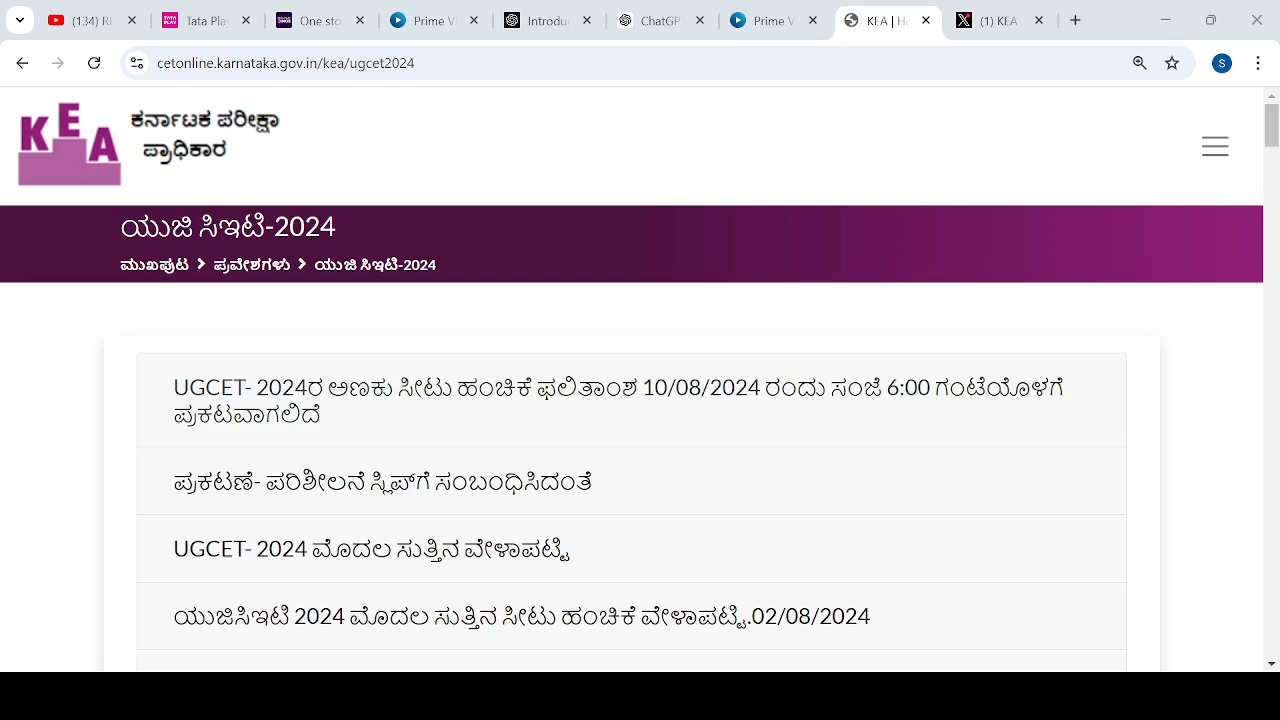 (134) RI
Tata Play
One sto
Prime V
Introdu
ChatGP
Prime V
KEA | H
(1) KEA
cetonline.karnataka.gov.in/kea/ugcet2024
S
KEA
ಕರ್ನಾಟಕ ಪರೀಕ್ಷಾ
ಪ್ರಾಧಿಕಾರ
ಯುಜಿ ಸಿಇಟಿ-2024
ಮುಖಪುಟ > ಪ್ರವೇಶಗಳು > ಯುಜಿ ಸಿಇಟಿ-2024
UGCET- 2024ರ ಅಣಕು ಸೀಟು ಹಂಚಿಕೆ ಫಲಿತಾಂಶ 10/08/2024 ರಂದು ಸಂಜೆ 6:00 ಗಂಟೆಯೊಳಗೆ
ಪ್ರಕಟವಾಗಲಿದೆ
ಪ್ರಕಟಣೆ- ಪರಿಶೀಲನೆ ಸ್ಲಿಪ್‌ಗೆ ಸಂಬಂಧಿಸಿದಂತೆ
UGCET- 2024 ಮೊದಲ ಸುತ್ತಿನ ವೇಳಾಪಟ್ಟಿ
ಯುಜಿಸಿಇಟಿ 2024 ಮೊದಲ ಸುತ್ತಿನ ಸೀಟು ಹಂಚಿಕೆ ವೇಳಾಪಟ್ಟಿ.02/08/2024